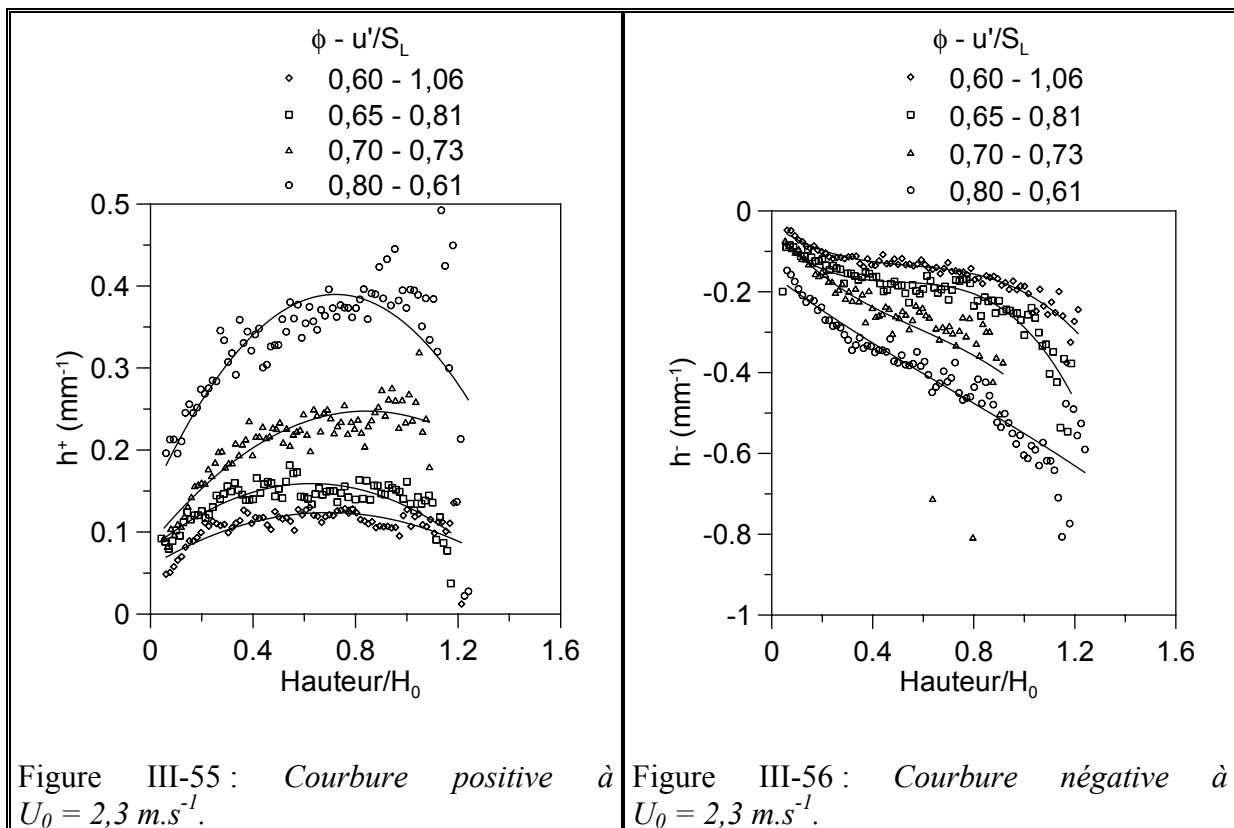 ϕ - u'/S_L
0,60 - 1,06
0,65 - 0,81
0,70 - 0,73
0,80 - 0,61
0.5
0.4
0.3
0.2
0.1
0
h⁺ (mm⁻¹)
0 0.4 0.8 1.2 1.6
Hauteur/H₀
Figure III-55 : Courbure positive à
U₀ = 2,3 m.s⁻¹.
ϕ - u'/S_L
0,60 - 1,06
0,65 - 0,81
0,70 - 0,73
0,80 - 0,61
0
-0.2
-0.4
-0.6
-0.8
-1
h⁻ (mm⁻¹)
0 0.4 0.8 1.2 1.6
Hauteur/H₀
Figure III-56 : Courbure négative à
U₀ = 2,3 m.s⁻¹.